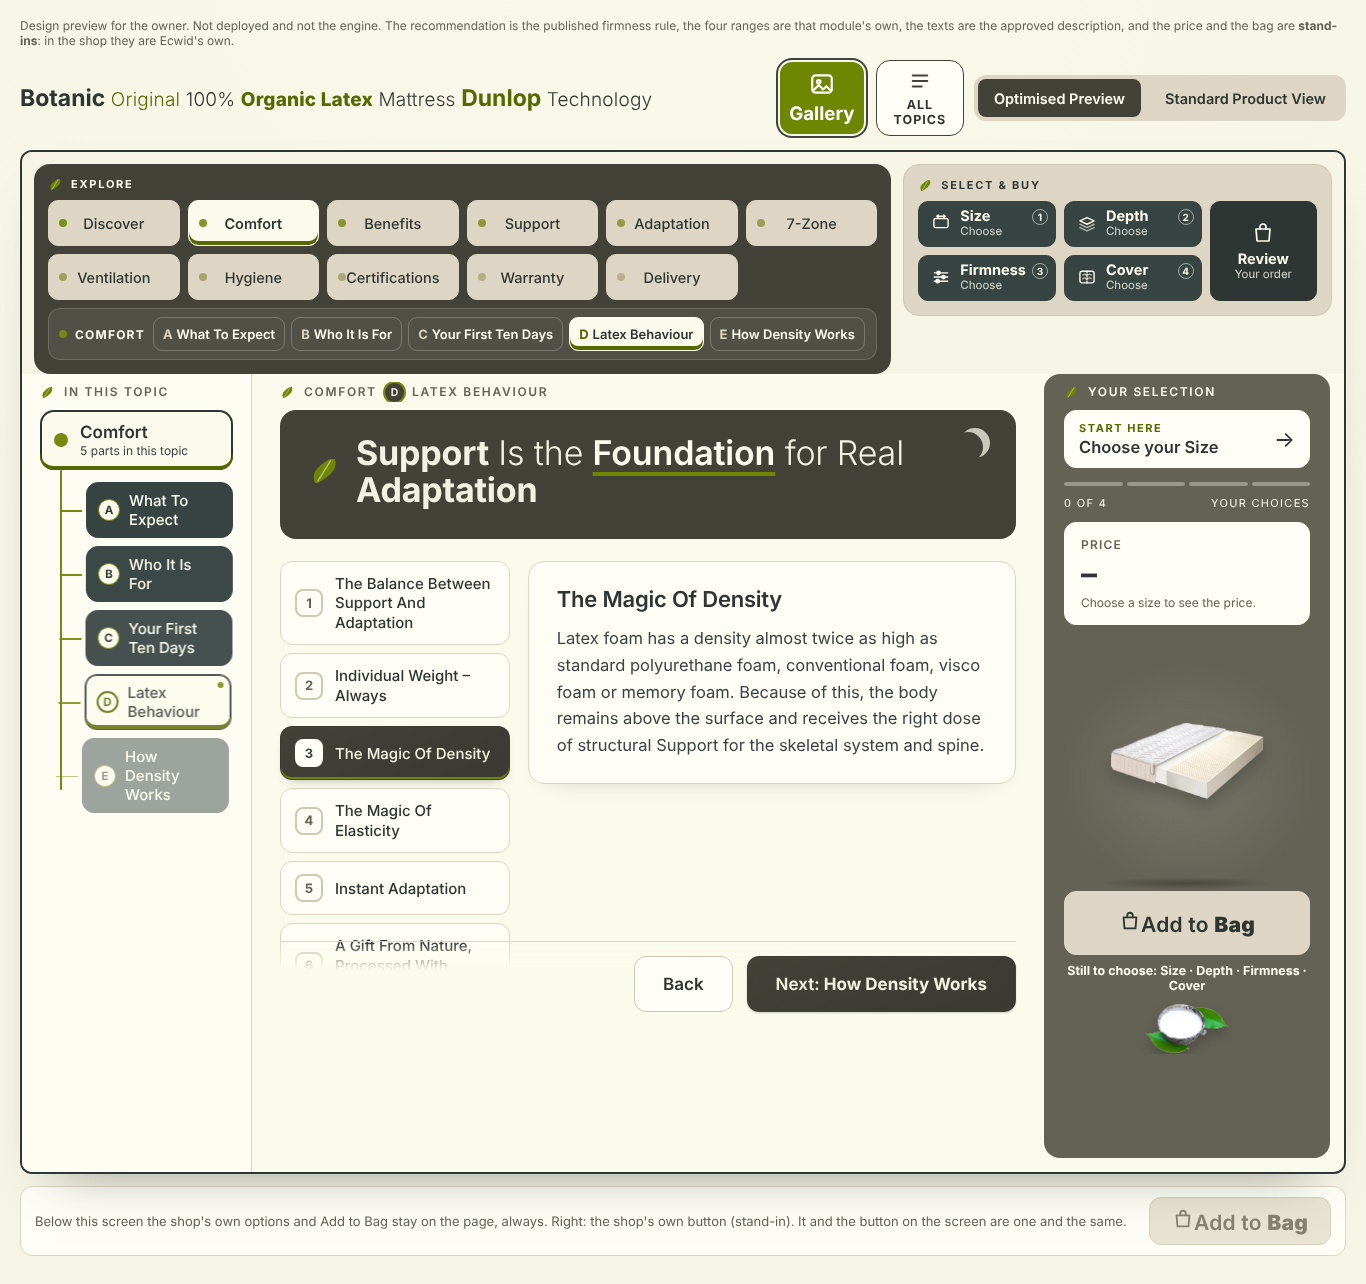 Design preview for the owner. Not deployed and not the engine. The recommendation is the published firmness rule, the four ranges are that module's own, the texts are the approved description, and the price and the bag are stand-
ins: in the shop they are Ecwid's own.
Botanic Original 100% Organic Latex Mattress Dunlop Technology
Gallery
ALL
TOPICS
Optimised Preview
Standard Product View
EXPLORE
Discover
Comfort
Benefits
Support
Adaptation
7-Zone
Ventilation
Hygiene
Certifications
Warranty
Delivery
COMFORT
A What To Expect
B Who It Is For
C Your First Ten Days
D Latex Behaviour
E How Density Works
SELECT & BUY
Size 1
Choose
Depth 2
Choose
Firmness 3
Choose
Cover 4
Choose
Review
Your order
IN THIS TOPIC
Comfort
5 parts in this topic
A What To
Expect
B Who It Is
For
C Your First
Ten Days
D Latex
Behaviour
E How
Density
Works
COMFORT D LATEX BEHAVIOUR
Support Is the Foundation for Real
Adaptation
1 The Balance Between
Support And
Adaptation
2 Individual Weight –
Always
3 The Magic Of Density
4 The Magic Of
Elasticity
5 Instant Adaptation
6 A Gift From Nature,
Processed With
The Magic Of Density
Latex foam has a density almost twice as high as
standard polyurethane foam, conventional foam, visco
foam or memory foam. Because of this, the body
remains above the surface and receives the right dose
of structural Support for the skeletal system and spine.
Back
Next: How Density Works
YOUR SELECTION
START HERE
Choose your Size
0 OF 4
YOUR CHOICES
PRICE
–
Choose a size to see the price.
Add to Bag
Still to choose: Size · Depth · Firmness ·
Cover
Below this screen the shop's own options and Add to Bag stay on the page, always. Right: the shop's own button (stand-in). It and the button on the screen are one and the same.
Add to Bag